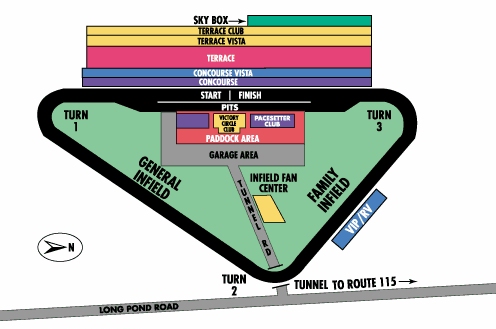 SKY BOX
TERRACE CLUB
TERRACE VISTA
TERRACE
CONCOURSE VISTA
CONCOURSE
START | FINISH
PITS
TURN
1
VICTORY
CIRCLE
CLUB
PACESETTER
CLUB
TURN
3
PADDOCK AREA
GARAGE AREA
GENERAL
INFIELD
TUNNEL RD
INFIELD FAN
CENTER
FAMILY
INFIELD
VIP/RV
N
TURN
2
TUNNEL TO ROUTE 115
LONG POND ROAD